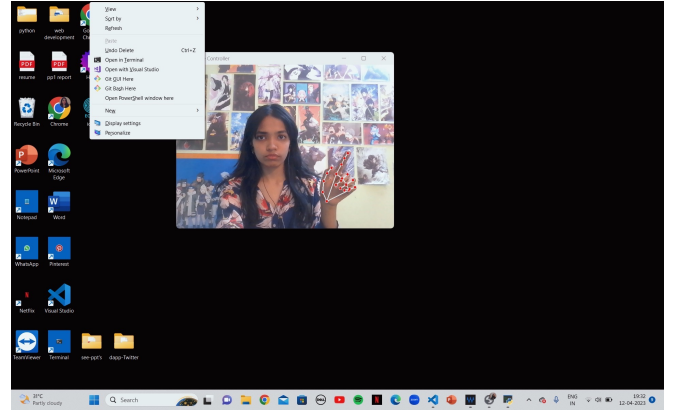 python
web
development
resume
pp1 report
Recycle Bin
Chrome
PowerPoint
Microsoft
Edge
Notepad
Word
WhatsApp
Pinterest
Netflix
Visual Studio
TeamViewer
Terminal
see-ppt's
dapp-Twitter
PDF
PDF
View
Sort by
Refresh
Paste
Undo Delete Ctrl+Z
Open in Terminal
Open with Visual Studio
Git GUI Here
Git Bash Here
Open PowerShell window here
New
Display settings
Personalize
Controller
31°C
Partly cloudy
Search
ENG
IN
19:32
12-04-2023